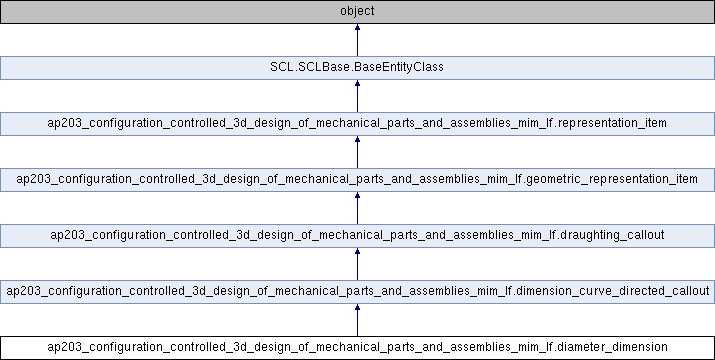 object
SCL.SCLBase.BaseEntityClass
ap203_configuration_controlled_3d_design_of_mechanical_parts_and_assemblies_mim_lf.representation_item
ap203_configuration_controlled_3d_design_of_mechanical_parts_and_assemblies_mim_lf.geometric_representation_item
ap203_configuration_controlled_3d_design_of_mechanical_parts_and_assemblies_mim_lf.draughting_callout
ap203_configuration_controlled_3d_design_of_mechanical_parts_and_assemblies_mim_lf.dimension_curve_directed_callout
ap203_configuration_controlled_3d_design_of_mechanical_parts_and_assemblies_mim_lf.diameter_dimension